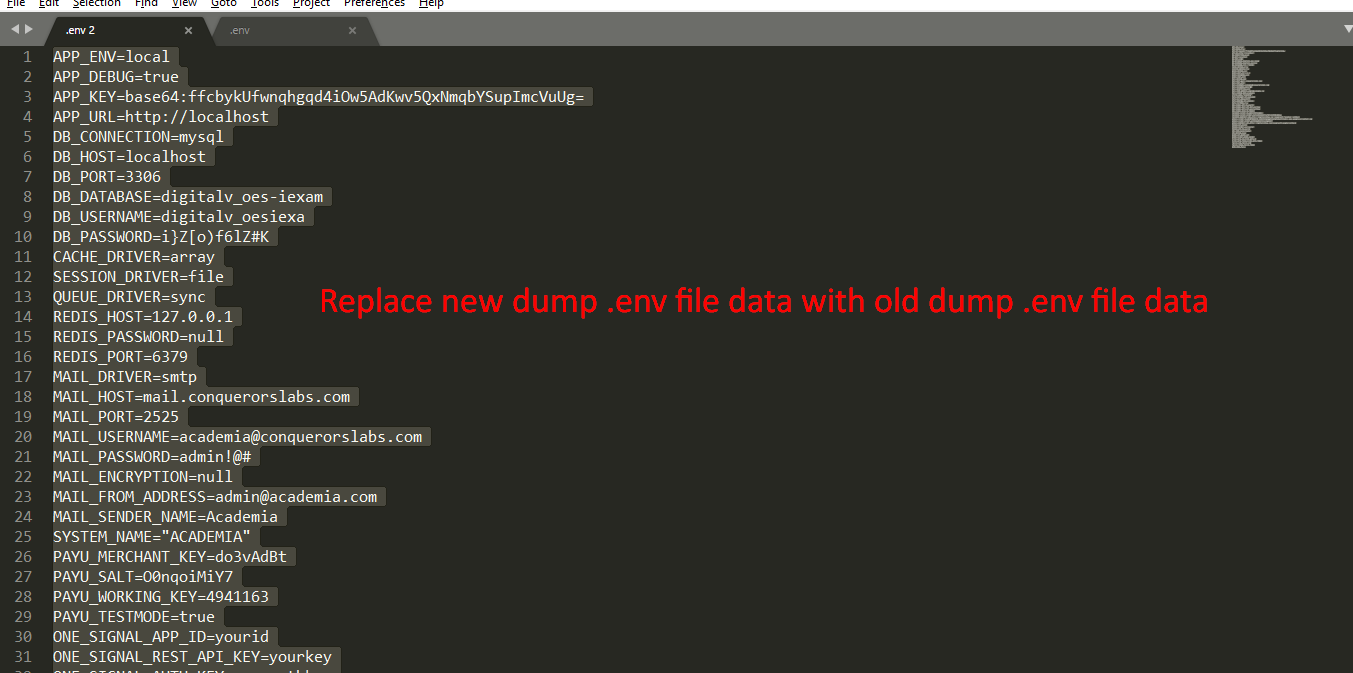 File Edit Selection Find View Goto Tools Project Preferences Help
.env 2 .env
1 APP_ENV=local
2 APP_DEBUG=true
3 APP_KEY=base64:ffcbykUfwnqhgqd4iOw5AdKwv5QxNmqbYSupImcVuUg=
4 APP_URL=http://localhost
5 DB_CONNECTION=mysql
6 DB_HOST=localhost
7 DB_PORT=3306
8 DB_DATABASE=digitalv_oes-iexam
9 DB_USERNAME=digitalv_oesiexa
10 DB_PASSWORD=i}Z[o)f6lZ#K
11 CACHE_DRIVER=array
12 SESSION_DRIVER=file
13 QUEUE_DRIVER=sync
Replace new dump .env file data with old dump .env file data
14 REDIS_HOST=127.0.0.1
15 REDIS_PASSWORD=null
16 REDIS_PORT=6379
17 MAIL_DRIVER=smtp
18 MAIL_HOST=mail.conquerorslabs.com
19 MAIL_PORT=2525
20 MAIL_USERNAME=academia@conquerorslabs.com
21 MAIL_PASSWORD=admin!@#
22 MAIL_ENCRYPTION=null
23 MAIL_FROM_ADDRESS=admin@academia.com
24 MAIL_SENDER_NAME=Academia
25 SYSTEM_NAME="ACADEMIA"
26 PAYU_MERCHANT_KEY=do3vAdBt
27 PAYU_SALT=O0nqoiMiY7
28 PAYU_WORKING_KEY=4941163
29 PAYU_TESTMODE=true
30 ONE_SIGNAL_APP_ID=yourid
31 ONE_SIGNAL_REST_API_KEY=yourkey